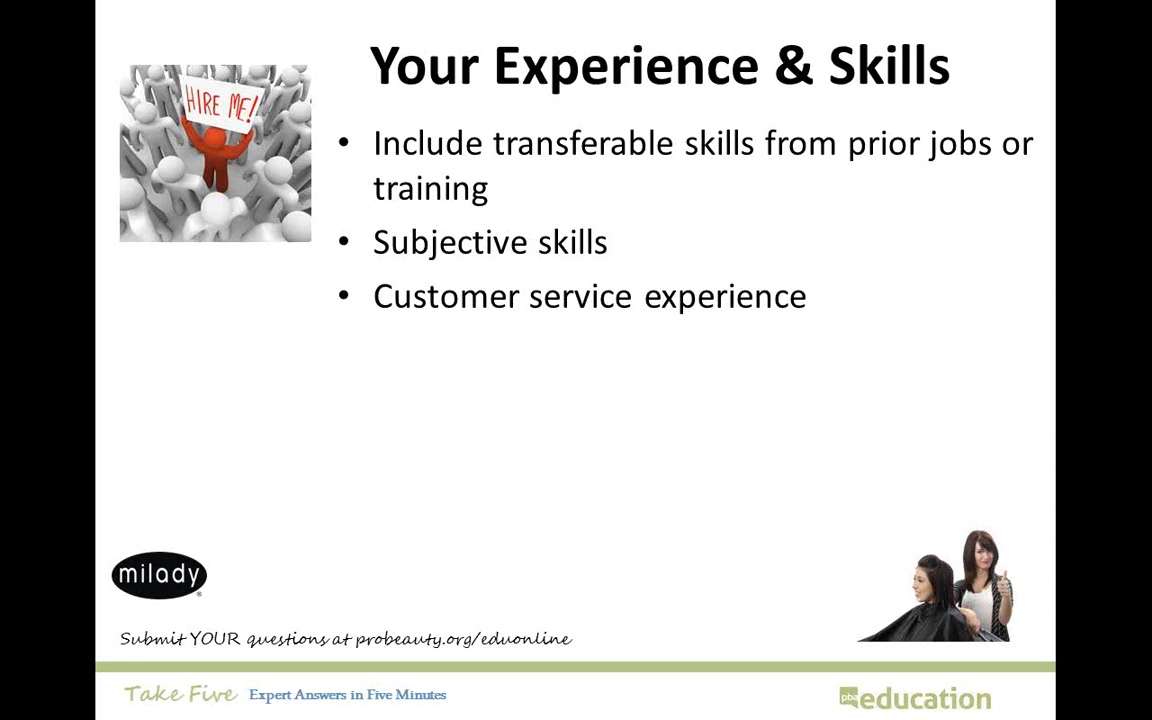 Your Experience & Skills
HIRE ME!
• Include transferable skills from prior jobs or
training
• Subjective skills
• Customer service experience
milady®
Submit YOUR questions at probeauty.org/eduonline
Take Five Expert Answers in Five Minutes
pba education